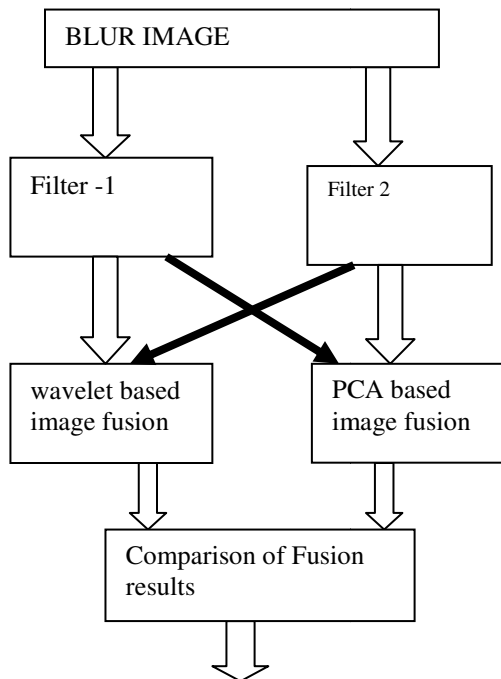 BLUR IMAGE
Filter -1
Filter 2
wavelet based
image fusion
PCA based
image fusion
Comparison of Fusion
results